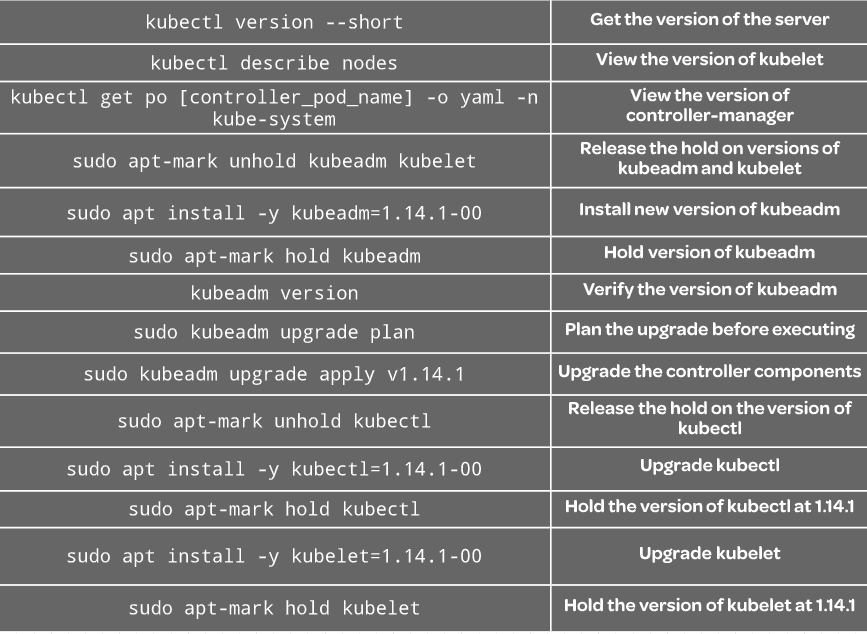 kubectl version --short
Get the version of the server
kubectl describe nodes
View the version of kubelet
kubectl get po [controller_pod_name] -o yaml -n
kube-system
View the version of
controller-manager
sudo apt-mark unhold kubeadm kubelet
Release the hold on versions of
kubeadm and kubelet
sudo apt install -y kubeadm=1.14.1-00
Install new version of kubeadm
sudo apt-mark hold kubeadm
Hold version of kubeadm
kubeadm version
Verify the version of kubeadm
sudo kubeadm upgrade plan
Plan the upgrade before executing
sudo kubeadm upgrade apply v1.14.1
Upgrade the controller components
sudo apt-mark unhold kubectl
Release the hold on the version of
kubectl
sudo apt install -y kubectl=1.14.1-00
Upgrade kubectl
sudo apt-mark hold kubectl
Hold the version of kubectl at 1.14.1
sudo apt install -y kubelet=1.14.1-00
Upgrade kubelet
sudo apt-mark hold kubelet
Hold the version of kubelet at 1.14.1